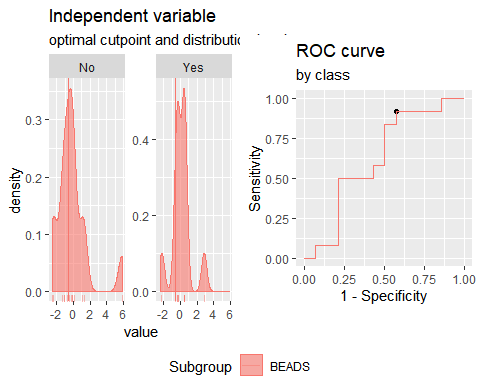 Independent variable
optimal cutpoint and distributio
No
Yes
density
0.0
0.1
0.2
0.3
0.0
0.2
0.4
-2 0 2 4 6
-2 0 2 4 6
value
ROC curve
by class
Sensitivity
1.00
0.75
0.50
0.25
0.00
0.00 0.25 0.50 0.75 1.00
1 - Specificity
Subgroup
BEADS